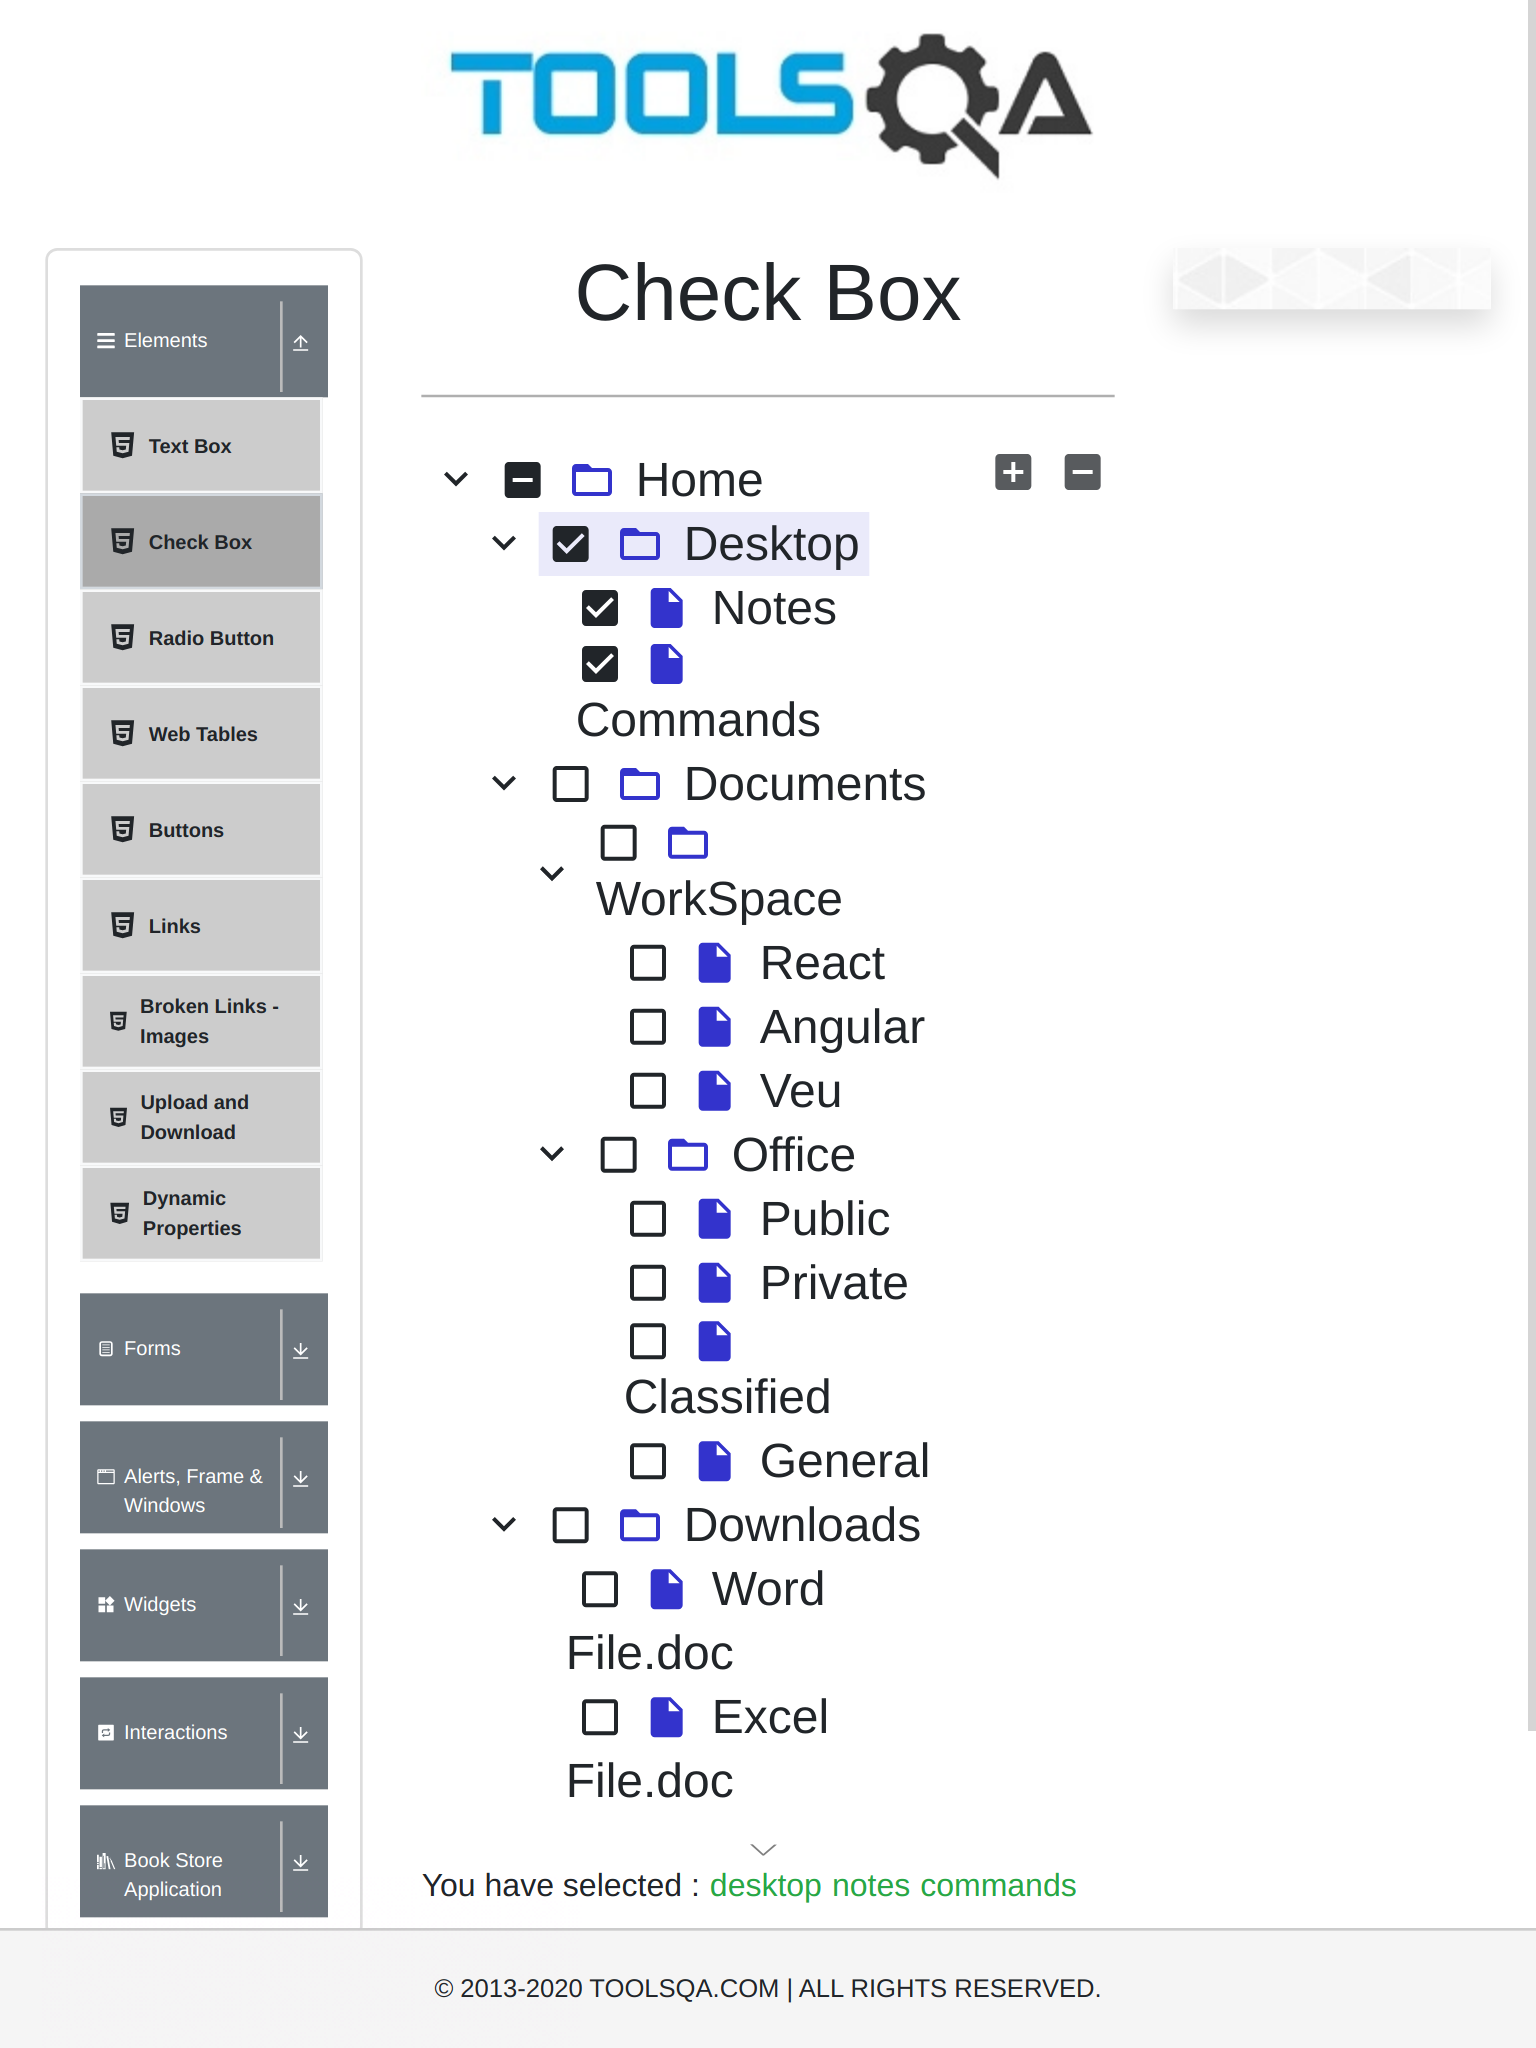 TOOLSQA
Check Box
Elements
Text Box
Check Box
Radio Button
Web Tables
Buttons
Links
Broken Links -
Images
Upload and
Download
Dynamic
Properties
Forms
Alerts, Frame &
Windows
Widgets
Interactions
Book Store
Application
Home
Desktop
Notes
Commands
Documents
WorkSpace
React
Angular
Veu
Office
Public
Private
Classified
General
Downloads
Word
File.doc
Excel
File.doc
You have selected : desktop notes commands
© 2013-2020 TOOLSQA.COM | ALL RIGHTS RESERVED.